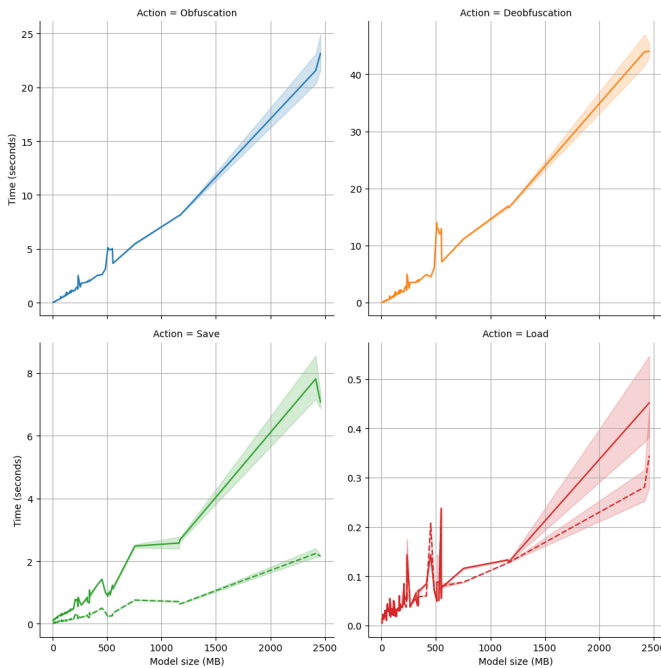 Action = Obfuscation
Action = Deobfuscation
25
20
15
10
5
0
Time (seconds)
40
30
20
10
0
Action = Save
Action = Load
8
6
4
2
0
Time (seconds)
0.5
0.4
0.3
0.2
0.1
0.0
0 500 1000 1500 2000 2500
Model size (MB)
0 500 1000 1500 2000 2500
Model size (MB)